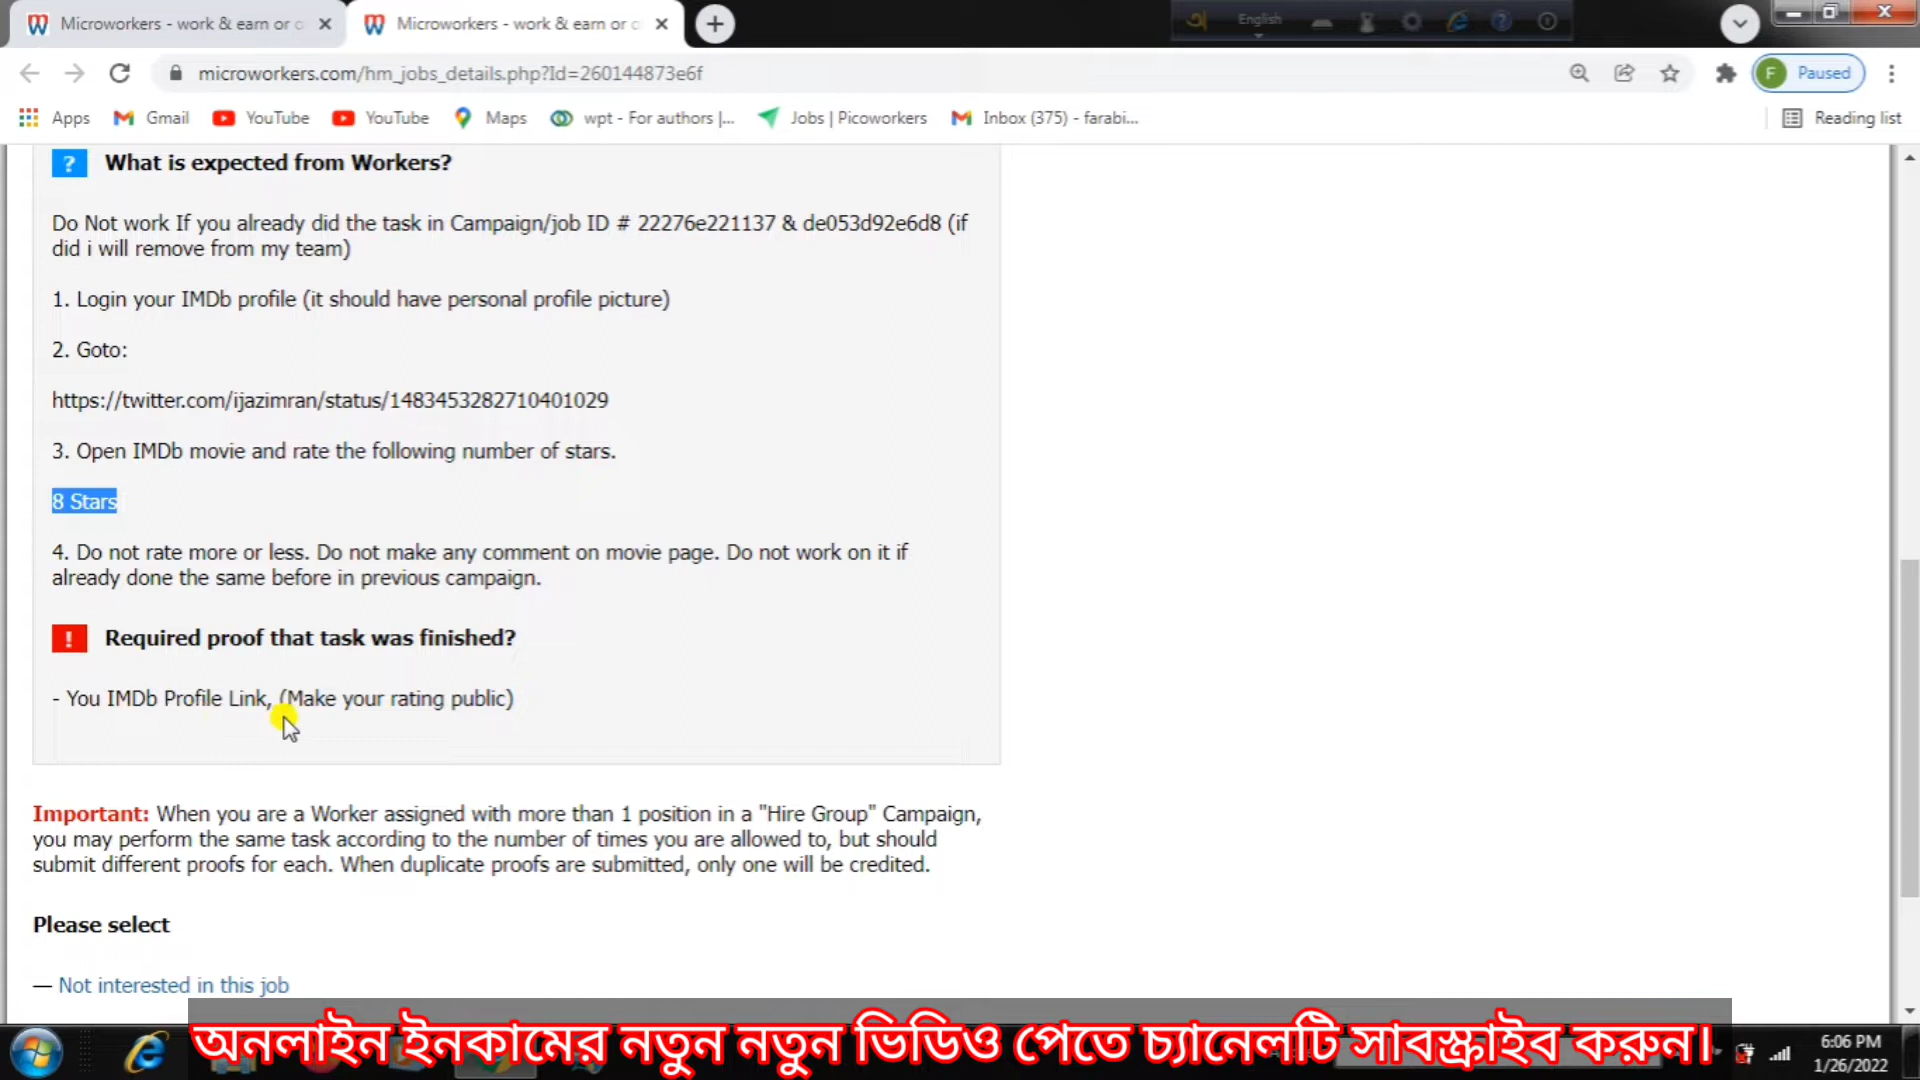 Microworkers - work & earn or o
Microworkers - work & earn or o
English
microworkers.com/hm_jobs_details.php?Id=260144873e6f
F Paused
Apps Gmail YouTube YouTube Maps wpt - For authors |... Jobs | Picoworkers Inbox (375) - farabi... Reading list
? What is expected from Workers?
Do Not work If you already did the task in Campaign/job ID # 22276e221137 & de053d92e6d8 (if
did i will remove from my team)
1. Login your IMDb profile (it should have personal profile picture)
2. Goto:
https://twitter.com/ijazimran/status/1483453282710401029
3. Open IMDb movie and rate the following number of stars.
8 Stars
4. Do not rate more or less. Do not make any comment on movie page. Do not work on it if
already done the same before in previous campaign.
! Required proof that task was finished?
- You IMDb Profile Link, (Make your rating public)
Important: When you are a Worker assigned with more than 1 position in a "Hire Group" Campaign,
you may perform the same task according to the number of times you are allowed to, but should
submit different proofs for each. When duplicate proofs are submitted, only one will be credited.
Please select
— Not interested in this job
অনলাইন ইনকামের নতুন নতুন ভিডিও পেতে চ্যানেলটি সাবস্ক্রাইব করুন।
6:06 PM
1/26/2022